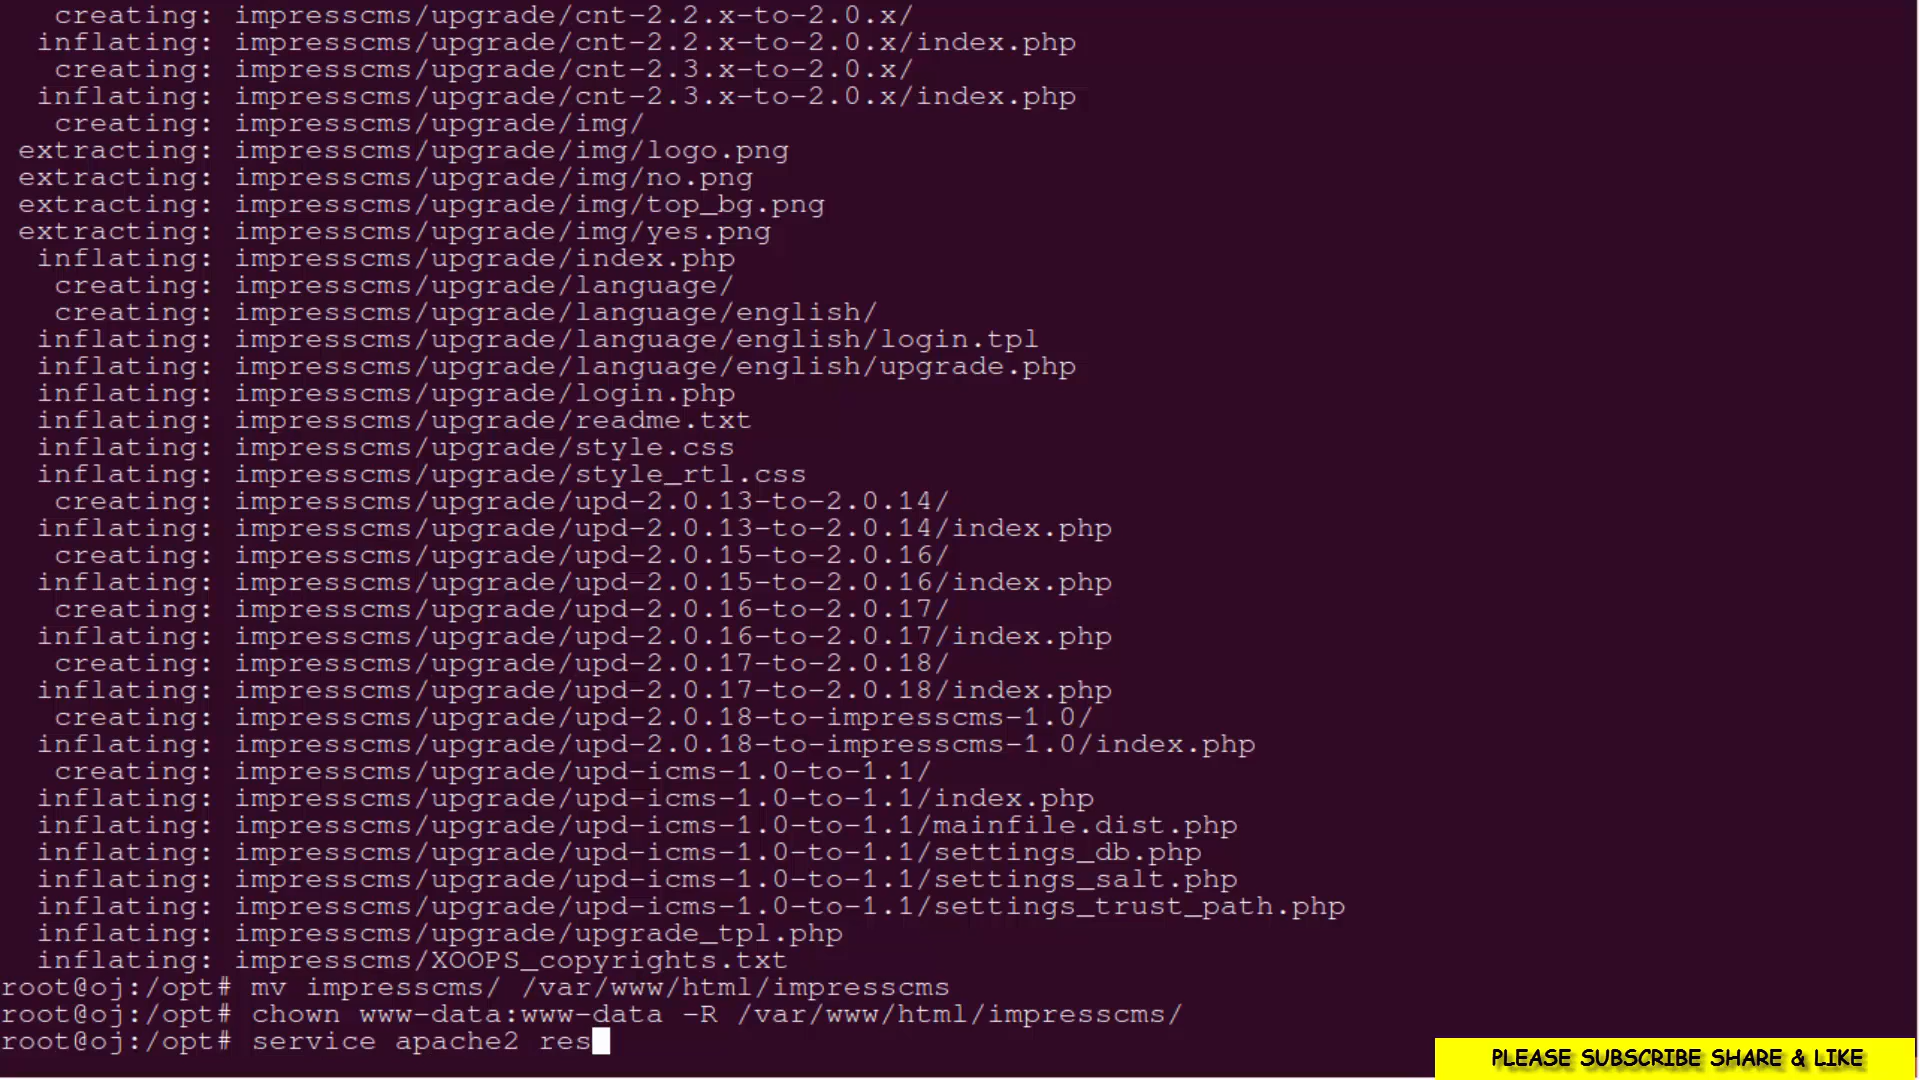 creating: impresscms/upgrade/cnt-2.2.x-to-2.0.x/
inflating: impresscms/upgrade/cnt-2.2.x-to-2.0.x/index.php
creating: impresscms/upgrade/cnt-2.3.x-to-2.0.x/
inflating: impresscms/upgrade/cnt-2.3.x-to-2.0.x/index.php
creating: impresscms/upgrade/img/
extracting: impresscms/upgrade/img/logo.png
extracting: impresscms/upgrade/img/no.png
extracting: impresscms/upgrade/img/top_bg.png
extracting: impresscms/upgrade/img/yes.png
inflating: impresscms/upgrade/index.php
creating: impresscms/upgrade/language/
creating: impresscms/upgrade/language/english/
inflating: impresscms/upgrade/language/english/login.tpl
inflating: impresscms/upgrade/language/english/upgrade.php
inflating: impresscms/upgrade/login.php
inflating: impresscms/upgrade/readme.txt
inflating: impresscms/upgrade/style.css
inflating: impresscms/upgrade/style_rtl.css
creating: impresscms/upgrade/upd-2.0.13-to-2.0.14/
inflating: impresscms/upgrade/upd-2.0.13-to-2.0.14/index.php
creating: impresscms/upgrade/upd-2.0.15-to-2.0.16/
inflating: impresscms/upgrade/upd-2.0.15-to-2.0.16/index.php
creating: impresscms/upgrade/upd-2.0.16-to-2.0.17/
inflating: impresscms/upgrade/upd-2.0.16-to-2.0.17/index.php
creating: impresscms/upgrade/upd-2.0.17-to-2.0.18/
inflating: impresscms/upgrade/upd-2.0.17-to-2.0.18/index.php
creating: impresscms/upgrade/upd-2.0.18-to-impresscms-1.0/
inflating: impresscms/upgrade/upd-2.0.18-to-impresscms-1.0/index.php
creating: impresscms/upgrade/upd-icms-1.0-to-1.1/
inflating: impresscms/upgrade/upd-icms-1.0-to-1.1/index.php
inflating: impresscms/upgrade/upd-icms-1.0-to-1.1/mainfile.dist.php
inflating: impresscms/upgrade/upd-icms-1.0-to-1.1/settings_db.php
inflating: impresscms/upgrade/upd-icms-1.0-to-1.1/settings_salt.php
inflating: impresscms/upgrade/upd-icms-1.0-to-1.1/settings_trust_path.php
inflating: impresscms/upgrade/upgrade_tpl.php
inflating: impresscms/XOOPS_copyrights.txt
root@oj:/opt# mv impresscms/ /var/www/html/impresscms
root@oj:/opt# chown www-data:www-data -R /var/www/html/impresscms/
root@oj:/opt# service apache2 res
PLEASE SUBSCRIBE SHARE & LIKE